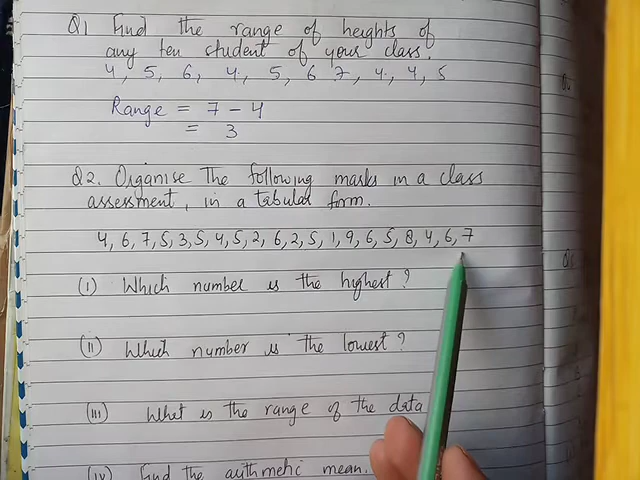 Q1 Find the range of heights of
any ten student of your class.
4, 5, 6, 4, 5, 6 7, 4, 4, 5
Range = 7 - 4
= 3
Q2. Organise the following marks in a class
assessment, in a tabular form.
4, 6, 7, 5, 3, 5, 4, 5, 2, 6, 2, 5, 1, 9, 6, 5, 8, 4, 6, 7
(i) Which number is the highest?
(ii) Which number is the lowest?
(iii) What is the range of the data
(iv) Find the arithmetic mean.